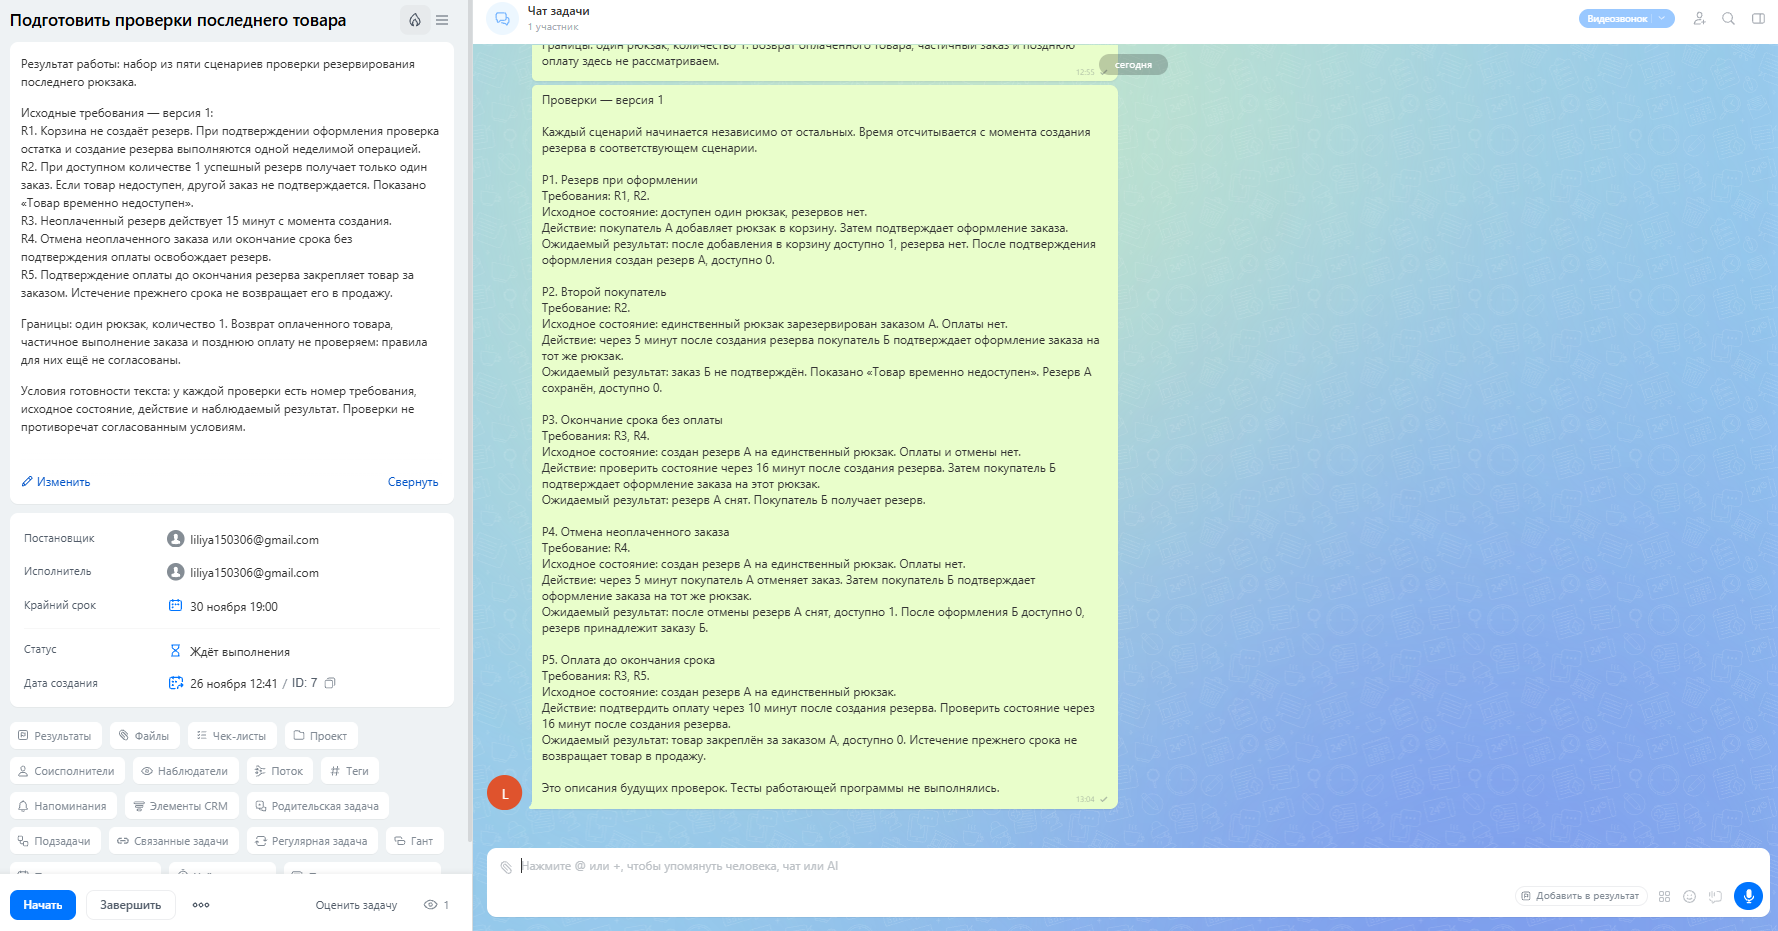 Подготовить проверки последнего товара
Результат работы: набор из пяти сценариев проверки резервирования
последнего рюкзака.
Исходные требования — версия 1:
R1. Корзина не создаёт резерв. При подтверждении оформления проверка
остатка и создание резерва выполняются одной неделимой операцией.
R2. При доступном количестве 1 успешный резерв получает только один
заказ. Если товар недоступен, другой заказ не подтверждается. Показано
«Товар временно недоступен».
R3. Неоплаченный резерв действует 15 минут с момента создания.
R4. Отмена неоплаченного заказа или окончание срока без
подтверждения оплаты освобождает резерв.
R5. Подтверждение оплаты до окончания резерва закрепляет товар за
заказом. Истечение прежнего срока не возвращает его в продажу.
Границы: один рюкзак, количество 1. Возврат оплаченного товара,
частичное выполнение заказа и позднюю оплату не проверяем: правила
для них ещё не согласованы.
Условия готовности текста: у каждой проверки есть номер требования,
исходное состояние, действие и наблюдаемый результат. Проверки не
противоречат согласованным условиям.
Изменить
Свернуть
Постановщик
liliya150306@gmail.com
Исполнитель
liliya150306@gmail.com
Крайний срок
30 ноября 19:00
Статус
Ждёт выполнения
Дата создания
26 ноября 12:41 / ID: 7
Результаты
Файлы
Чек-листы
Проект
Соисполнители
Наблюдатели
Поток
Теги
Напоминания
Элементы CRM
Родительская задача
Подзадачи
Связанные задачи
Регулярная задача
Гант
Начать
Завершить
Оценить задачу
1
Чат задачи
1 участник
Видеозвонок
Границы: один рюкзак, количество 1. Возврат оплаченного товара, частичный заказ и позднюю
оплату здесь не рассматриваем.
12:55
сегодня
Проверки — версия 1
Каждый сценарий начинается независимо от остальных. Время отсчитывается с момента создания
резерва в соответствующем сценарии.
P1. Резерв при оформлении
Требования: R1, R2.
Исходное состояние: доступен один рюкзак, резервов нет.
Действие: покупатель А добавляет рюкзак в корзину. Затем подтверждает оформление заказа.
Ожидаемый результат: после добавления в корзину доступно 1, резерва нет. После подтверждения
оформления создан резерв А, доступно 0.
P2. Второй покупатель
Требование: R2.
Исходное состояние: единственный рюкзак зарезервирован заказом А. Оплаты нет.
Действие: через 5 минут после создания резерва покупатель Б подтверждает оформление заказа на
тот же рюкзак.
Ожидаемый результат: заказ Б не подтверждён. Показано «Товар временно недоступен». Резерв А
сохранён, доступно 0.
P3. Окончание срока без оплаты
Требования: R3, R4.
Исходное состояние: создан резерв А на единственный рюкзак. Оплаты и отмены нет.
Действие: проверить состояние через 16 минут после создания резерва. Затем покупатель Б
подтверждает оформление заказа на этот рюкзак.
Ожидаемый результат: резерв А снят. Покупатель Б получает резерв.
P4. Отмена неоплаченного заказа
Требование: R4.
Исходное состояние: создан резерв А на единственный рюкзак. Оплаты нет.
Действие: через 5 минут покупатель А отменяет заказ. Затем покупатель Б подтверждает
оформление заказа на тот же рюкзак.
Ожидаемый результат: после отмены резерв А снят, доступно 1. После оформления Б доступно 0,
резерв принадлежит заказу Б.
P5. Оплата до окончания срока
Требования: R3, R5.
Исходное состояние: создан резерв А на единственный рюкзак.
Действие: подтвердить оплату через 10 минут после создания резерва. Проверить состояние через
16 минут после создания резерва.
Ожидаемый результат: товар закреплён за заказом А, доступно 0. Истечение прежнего срока не
возвращает товар в продажу.
Это описания будущих проверок. Тесты работающей программы не выполнялись.
13:04
L
Нажмите @ или +, чтобы упомянуть человека, чат или AI
Добавить в результат